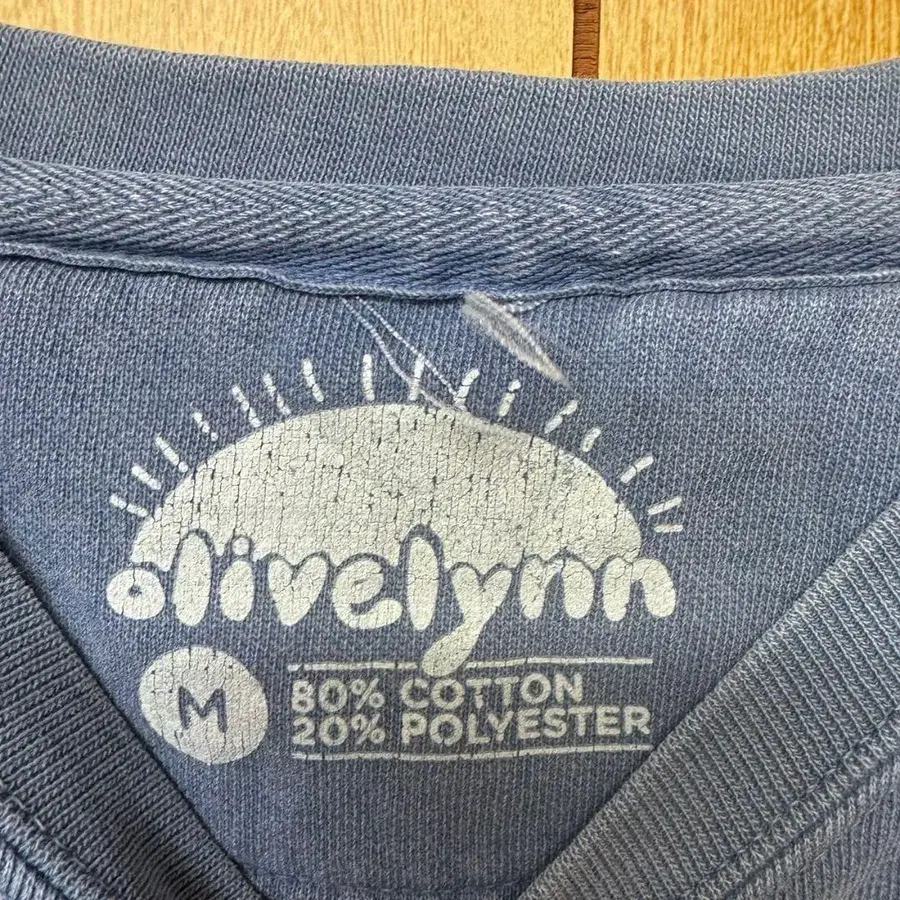 olivelynn
M
80% COTTON
20% POLYESTER